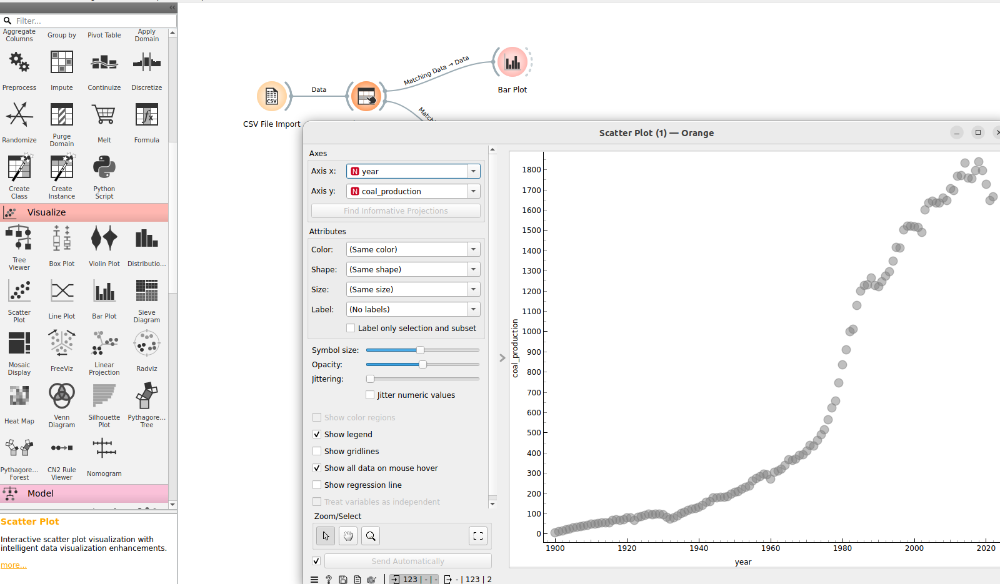 Filter...
Aggregate Columns
Group by
Pivot Table
Apply Domain
Preprocess
Impute
Continuize
Discretize
Randomize
Purge Domain
Melt
Formula
Create Class
Create Instance
Python Script
Visualize
Tree Viewer
Box Plot
Violin Plot
Distributio...
Scatter Plot
Line Plot
Bar Plot
Sieve Diagram
Mosaic Display
FreeViz
Linear Projection
Radviz
Heat Map
Venn Diagram
Silhouette Plot
Pythagore... Tree
Pythagore... Forest
CN2 Rule Viewer
Nomogram
Model
Scatter Plot
Interactive scatter plot visualization with
intelligent data visualization enhancements.
more...
CSV
CSV File Import
Data
Matching Data → Data
Bar Plot
Scatter Plot (1) — Orange
Axes
Axis x: N year
Axis y: N coal_production
Find Informative Projections
Attributes
Color: (Same color)
Shape: (Same shape)
Size: (Same size)
Label: (No labels)
Label only selection and subset
Symbol size:
Opacity:
Jittering:
Jitter numeric values
Show color regions
Show legend
Show gridlines
Show all data on mouse hover
Show regression line
Treat variables as independent
Zoom/Select
Send Automatically
123 | - | - - | 123 | 2
coal_production
1800
1700
1600
1500
1400
1300
1200
1100
1000
900
800
700
600
500
400
300
200
100
0
1900 1920 1940 1960 1980 2000 2020
year